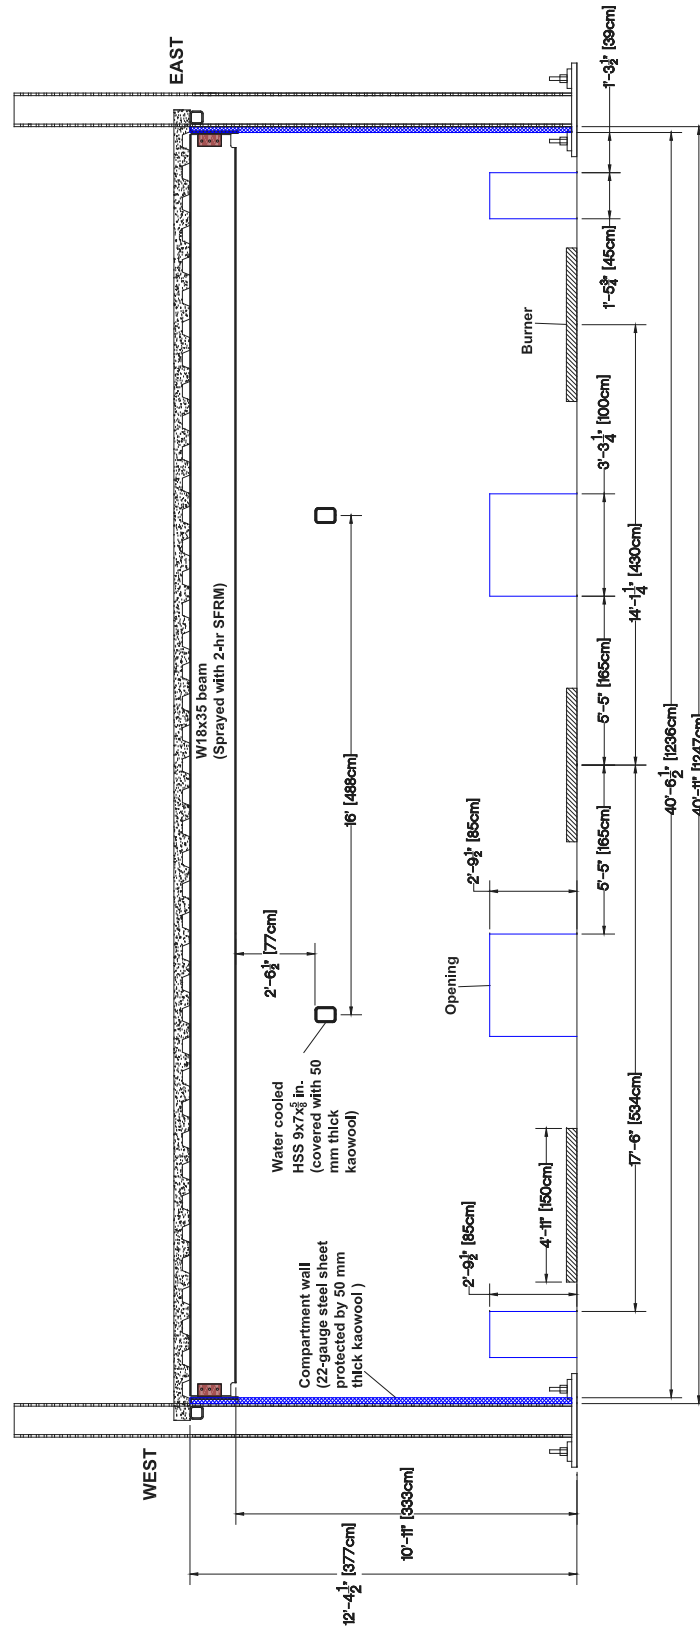 WEST
EAST
W18x35 beam
(Sprayed with 2-hr SFRM)
12'-4½" [377cm]
10'-11" [333cm]
Compartment wall
(22-gauge steel sheet
protected by 50 mm
thick kaowool )
Water cooled
HSS 9x7x⅝ in.
(covered with 50
mm thick
kaowool)
2'-6½" [77cm]
16' [488cm]
2'-9½" [85cm]
4'-11" [150cm]
Opening
2'-9½" [85cm]
Burner
5'-5" [165cm]
5'-5" [165cm]
3'-3¼" [100cm]
1'-5¾" [45cm]
1'-3½" [39cm]
17'-6" [534cm]
14'-1¼" [430cm]
40'-6½" [1236cm]
40'-11" [1247cm]